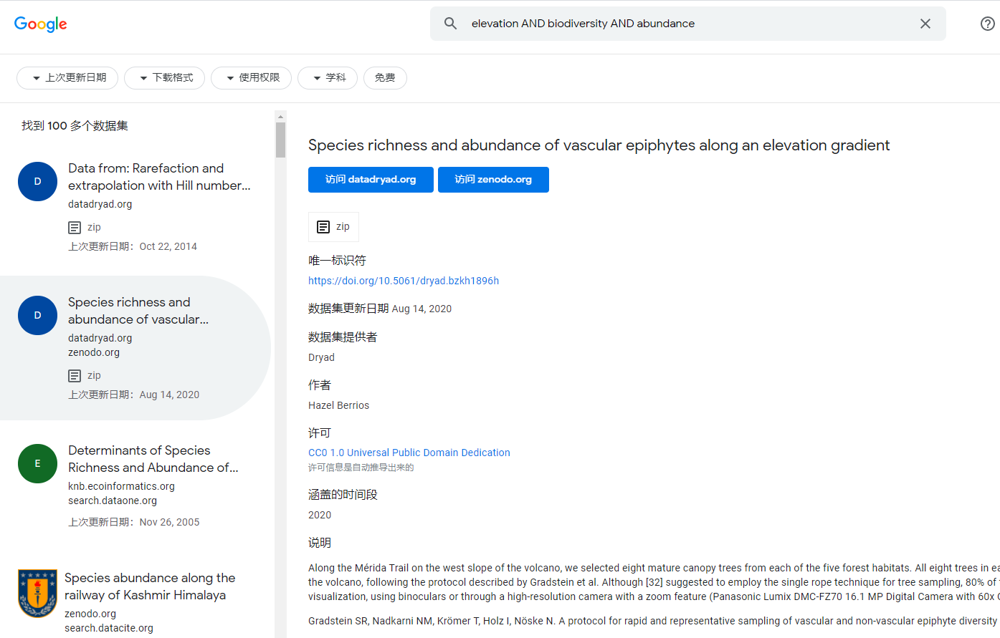 Google
elevation AND biodiversity AND abundance
上次更新日期
下载格式
使用权限
学科
免费
找到 100 多个数据集
D
Data from: Rarefaction and
extrapolation with Hill number...
datadryad.org
zip
上次更新日期：Oct 22, 2014
D
Species richness and
abundance of vascular...
datadryad.org
zenodo.org
zip
上次更新日期：Aug 14, 2020
E
Determinants of Species
Richness and Abundance of...
knb.ecoinformatics.org
search.dataone.org
上次更新日期：Nov 26, 2005
Species abundance along the
railway of Kashmir Himalaya
zenodo.org
search.datacite.org
Species richness and abundance of vascular epiphytes along an elevation gradient
访问 datadryad.org
访问 zenodo.org
zip
唯一标识符
https://doi.org/10.5061/dryad.bzkh1896h
数据集更新日期 Aug 14, 2020
数据集提供者
Dryad
作者
Hazel Berrios
许可
CC0 1.0 Universal Public Domain Dedication
许可信息是自动推导出来的
涵盖的时间段
2020
说明
Along the Mérida Trail on the west slope of the volcano, we selected eight mature canopy trees from each of the five forest habitats. All eight trees in ea
the volcano, following the protocol described by Gradstein et al. Although [32] suggested to employ the single rope technique for tree sampling, 80% of
visualization, using binoculars or through a high-resolution camera with a zoom feature (Panasonic Lumix DMC-FZ70 16.1 MP Digital Camera with 60x
Gradstein SR, Nadkarni NM, Krömer T, Holz I, Nöske N. A protocol for rapid and representative sampling of vascular and non-vascular epiphyte diversity